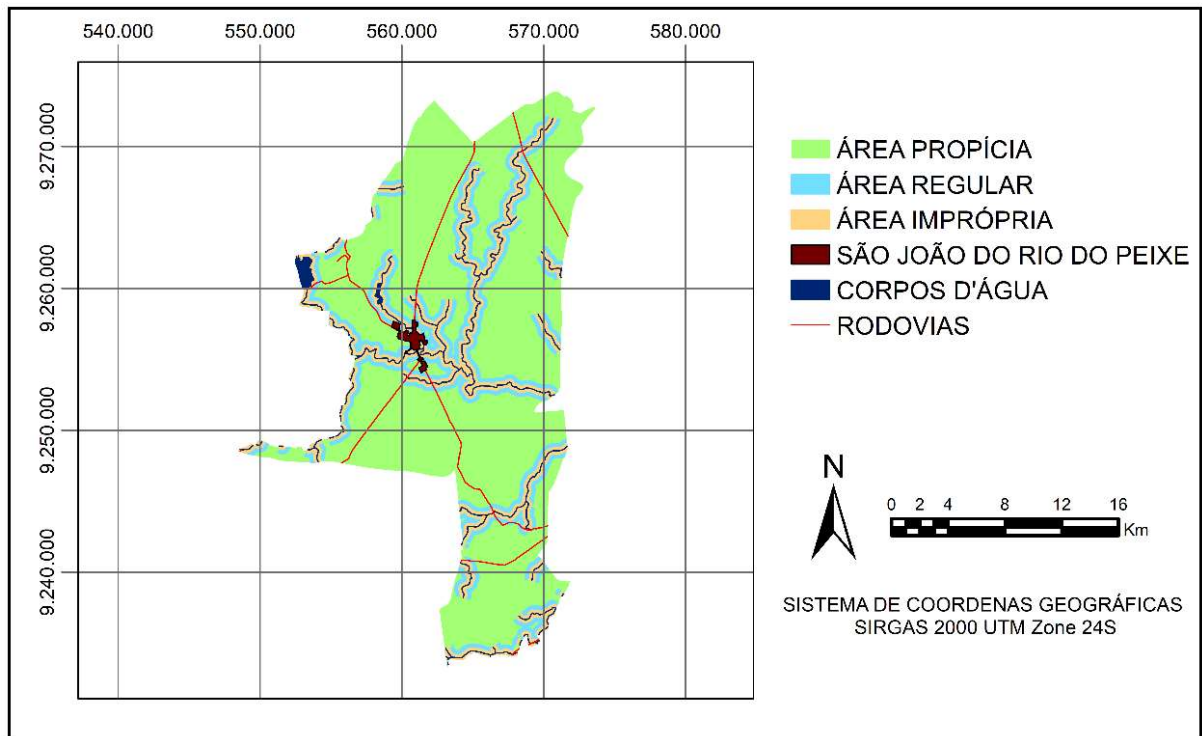 540.000 550.000 560.000 570.000 580.000
9.270.000
9.260.000
9.250.000
9.240.000
ÁREA PROPÍCIA
ÁREA REGULAR
ÁREA IMPRÓPRIA
SÃO JOÃO DO RIO DO PEIXE
CORPOS D'ÁGUA
RODOVIAS
N
0 2 4 8 12 16
Km
SISTEMA DE COORDENAS GEOGRÁFICAS
SIRGAS 2000 UTM Zone 24S